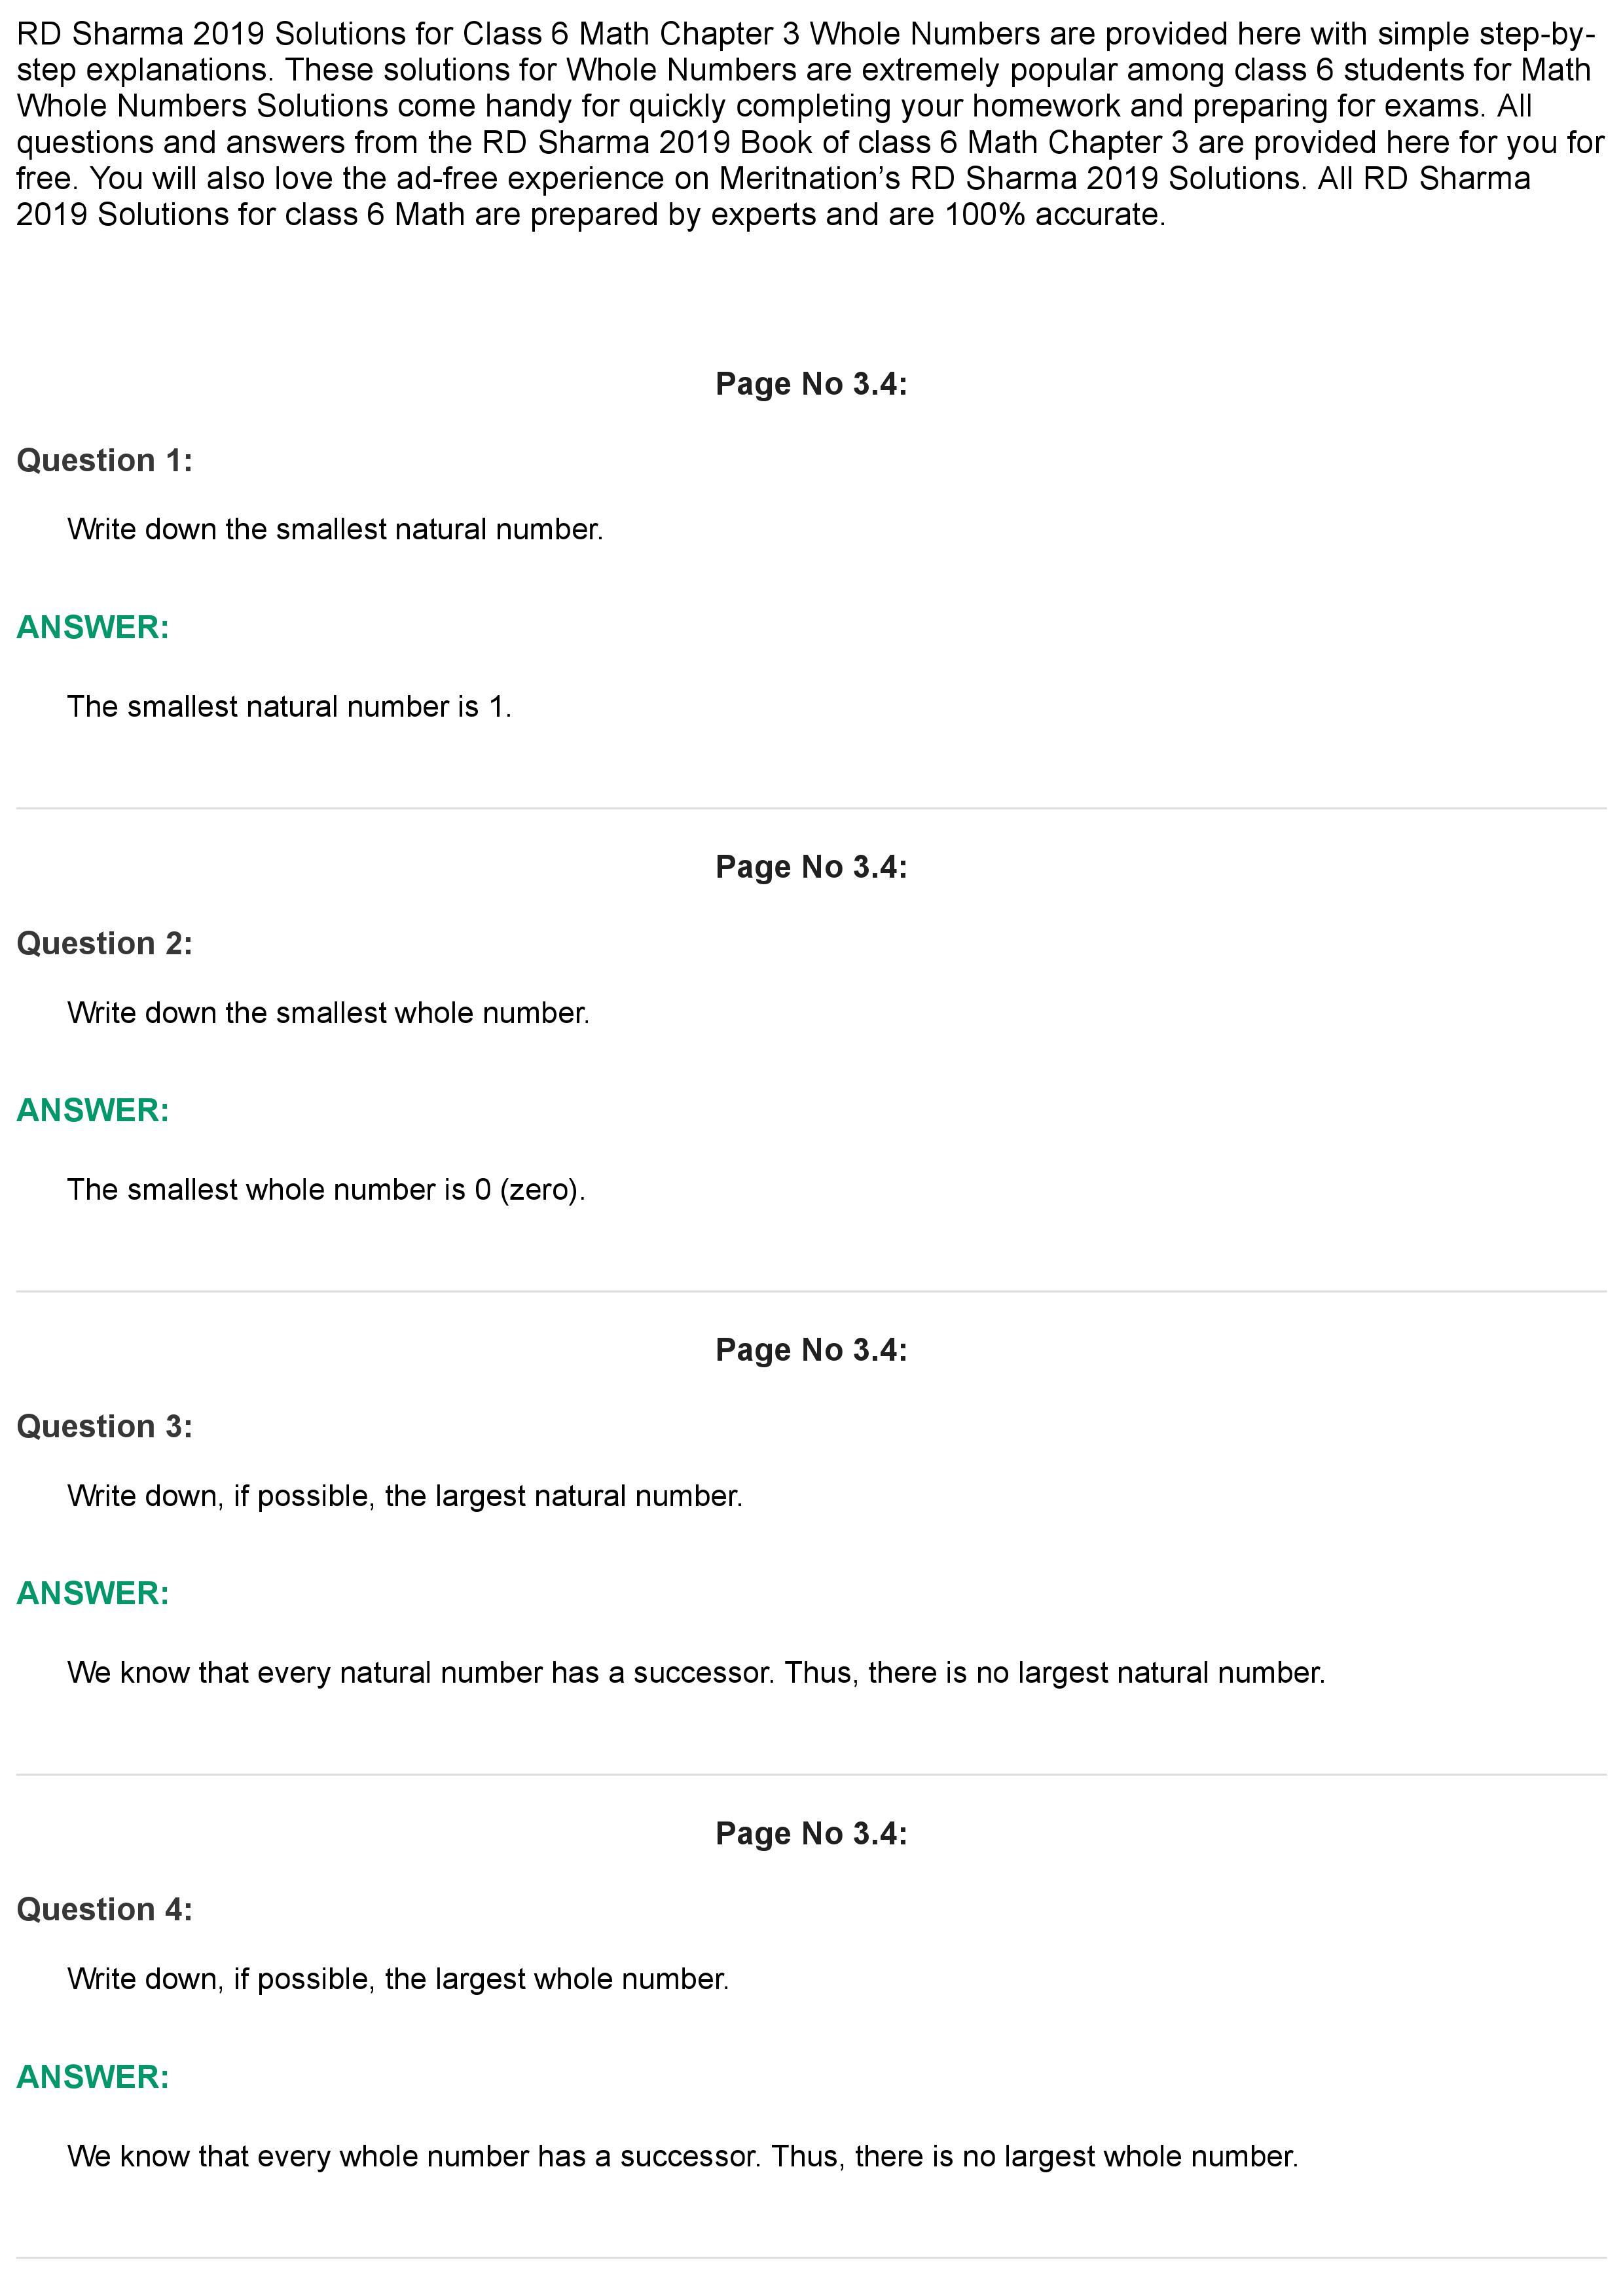 RD Sharma 2019 Solutions for Class 6 Math Chapter 3 Whole Numbers are provided here with simple step-by-
step explanations. These solutions for Whole Numbers are extremely popular among class 6 students for Math
Whole Numbers Solutions come handy for quickly completing your homework and preparing for exams. All
questions and answers from the RD Sharma 2019 Book of class 6 Math Chapter 3 are provided here for you for
free. You will also love the ad-free experience on Meritnation’s RD Sharma 2019 Solutions. All RD Sharma
2019 Solutions for class 6 Math are prepared by experts and are 100% accurate.
Page No 3.4:
Question 1:
Write down the smallest natural number.
ANSWER:
The smallest natural number is 1.
Page No 3.4:
Question 2:
Write down the smallest whole number.
ANSWER:
The smallest whole number is 0 (zero).
Page No 3.4:
Question 3:
Write down, if possible, the largest natural number.
ANSWER:
We know that every natural number has a successor. Thus, there is no largest natural number.
Page No 3.4:
Question 4:
Write down, if possible, the largest whole number.
ANSWER:
We know that every whole number has a successor. Thus, there is no largest whole number.